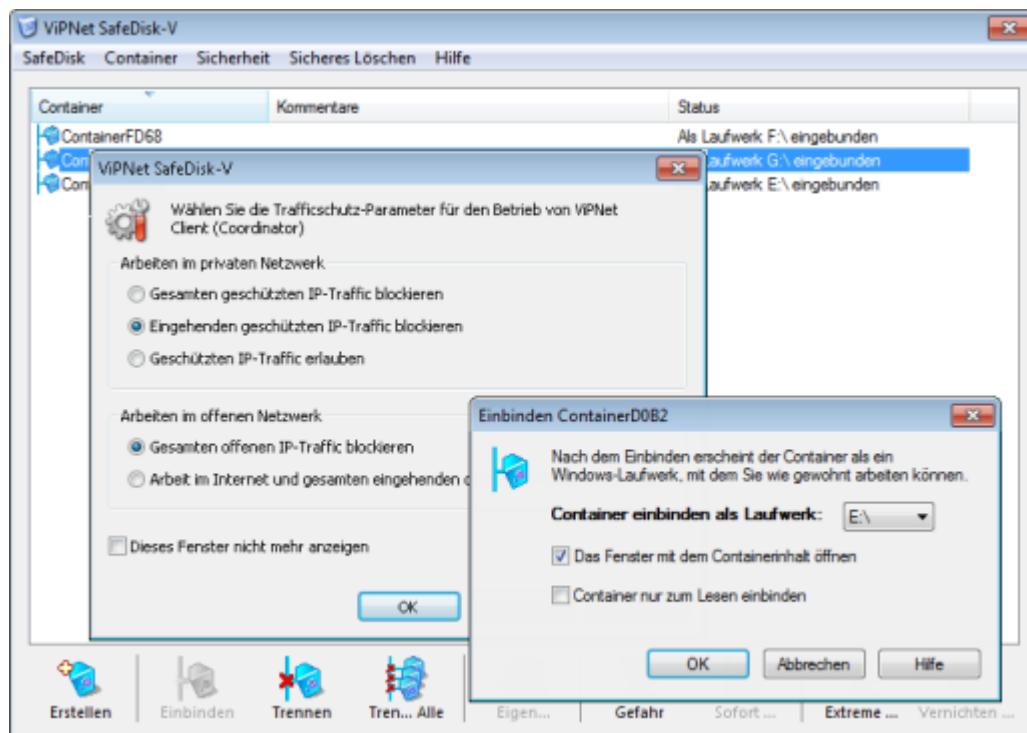 ViPNet SafeDisk-V
SafeDisk Container Sicherheit Sicheres Löschen Hilfe
Container Kommentare Status
ContainerFD68 Als Laufwerk F:\ eingebunden
Laufwerk G:\ eingebunden
Laufwerk E:\ eingebunden
ViPNet SafeDisk-V
Wählen Sie die Trafficschutz-Parameter für den Betrieb von ViPNet
Client (Coordinator)
Arbeiten im privaten Netzwerk
Gesamten geschützten IP-Traffic blockieren
Eingehenden geschützten IP-Traffic blockieren
Geschützten IP-Traffic erlauben
Arbeiten im offenen Netzwerk
Gesamten offenen IP-Traffic blockieren
Arbeit im Internet und gesamten eingehenden
Dieses Fenster nicht mehr anzeigen
OK
Einbinden ContainerD0B2
Nach dem Einbinden erscheint der Container als ein
Windows-Laufwerk, mit dem Sie wie gewohnt arbeiten können.
Container einbinden als Laufwerk: E:\
Das Fenster mit dem Containerinhalt öffnen
Container nur zum Lesen einbinden
OK Abbrechen Hilfe
Erstellen Einbinden Trennen Tren... Alle Eigen... Gefahr Sofort ... Extreme ... Vernichten ...